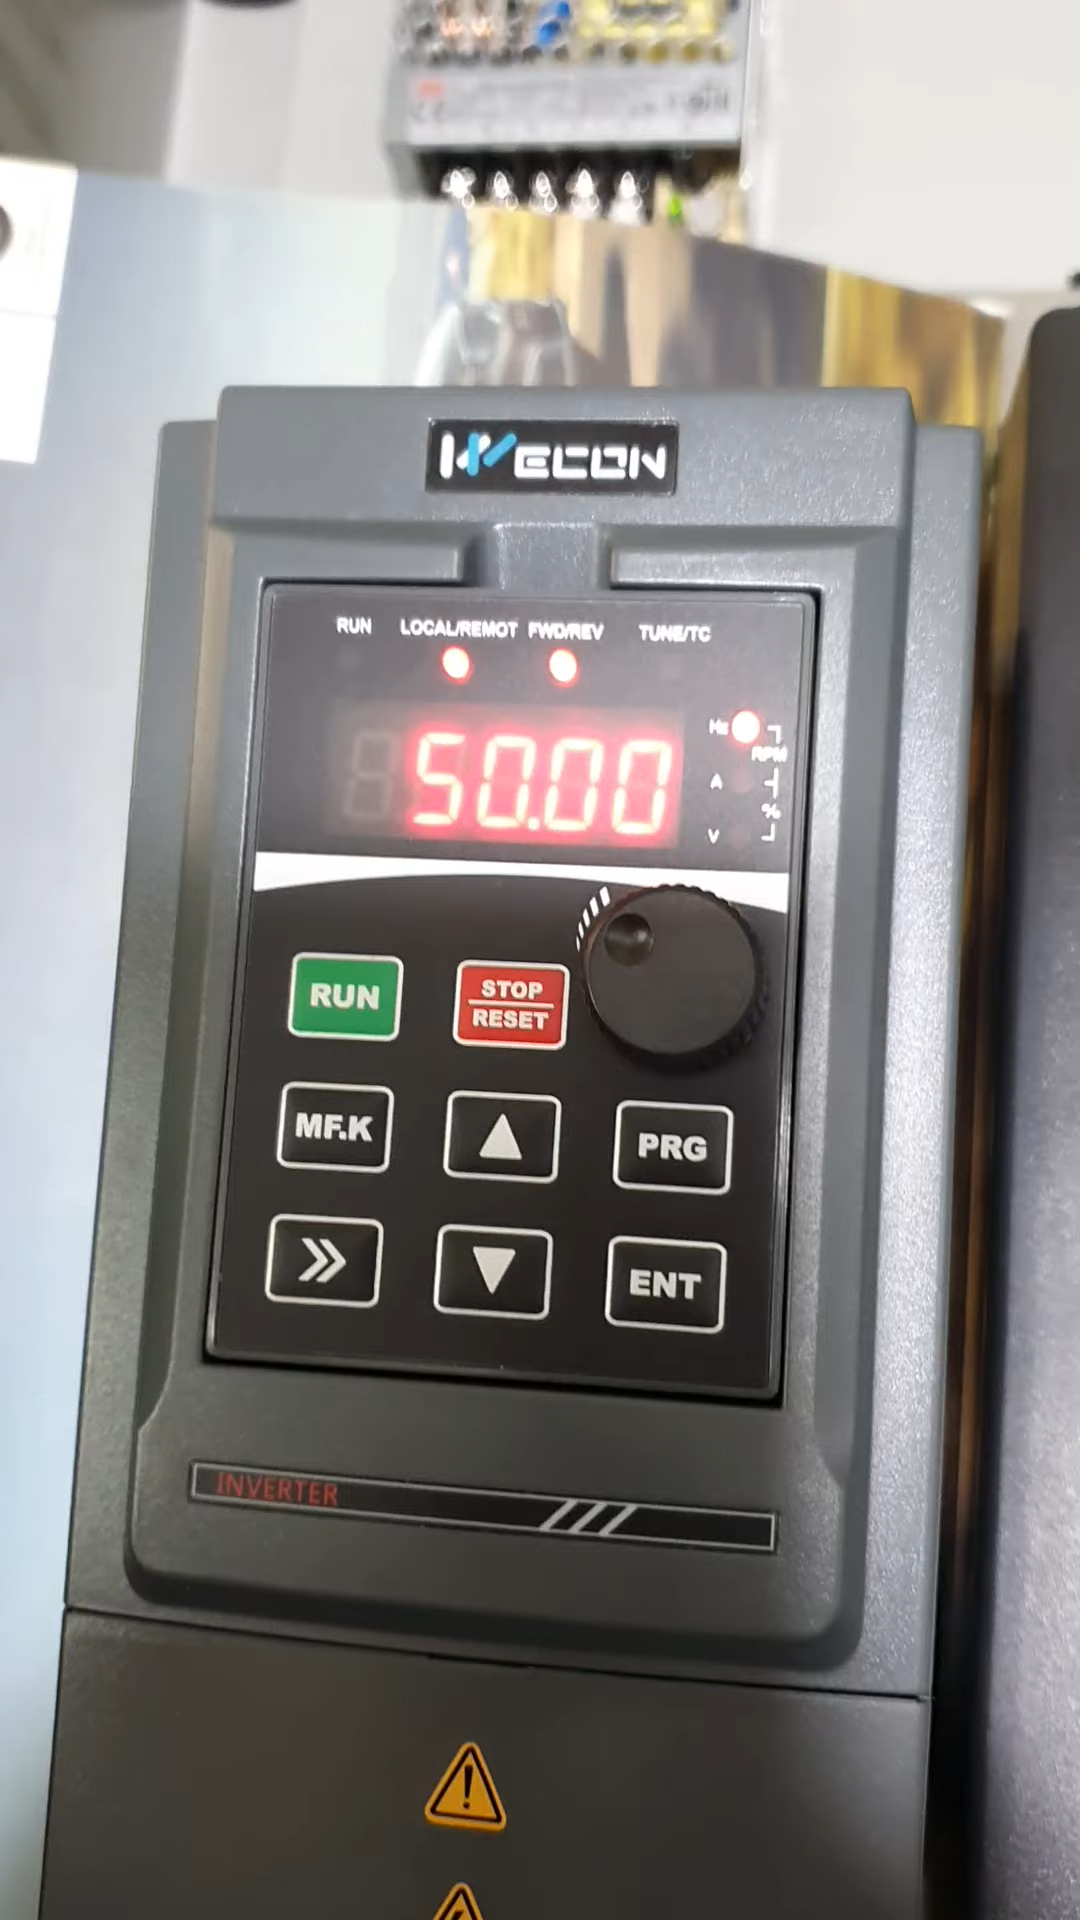 WECON
RUN LOCAL/REMOT FWD/REV TUNE/TC
50.00
Hz
RPM
A
%
V
RUN
STOP
RESET
MF.K
PRG
ENT
INVERTER